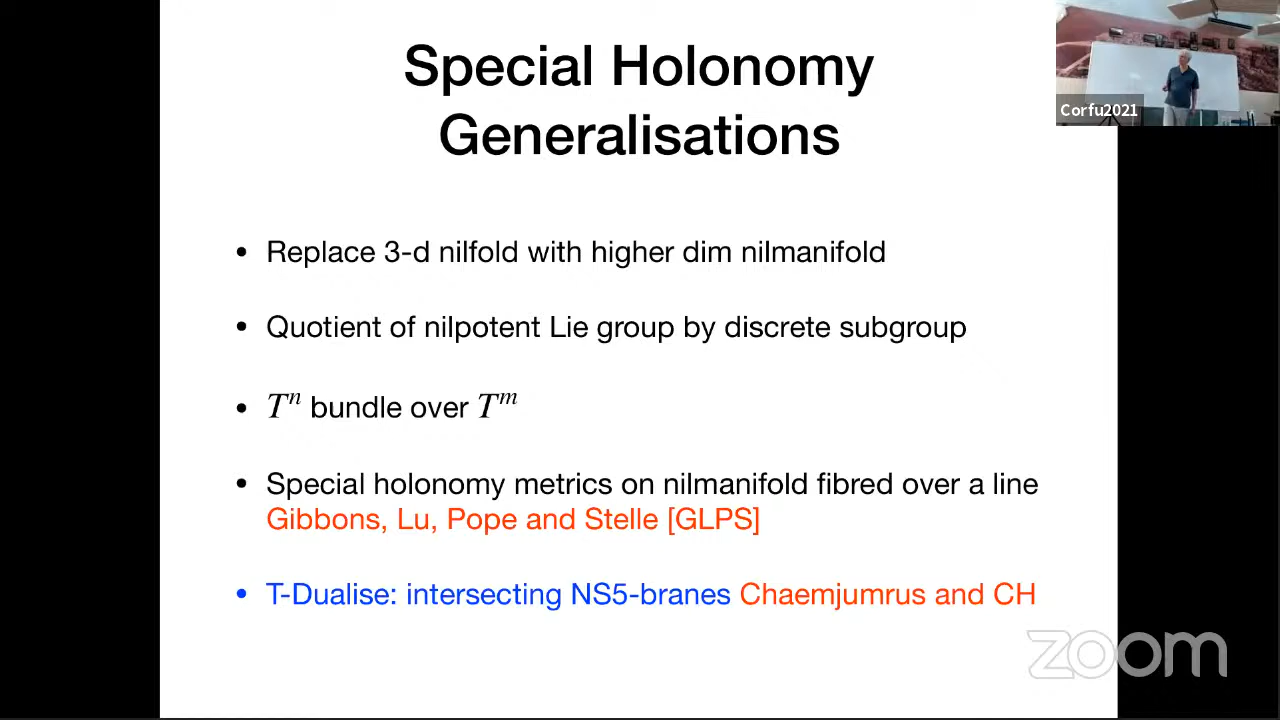 Special Holonomy
Generalisations
Corfu2021
• Replace 3-d nilfold with higher dim nilmanifold
• Quotient of nilpotent Lie group by discrete subgroup
• Tⁿ bundle over Tᵐ
• Special holonomy metrics on nilmanifold fibred over a line
Gibbons, Lu, Pope and Stelle [GLPS]
• T-Dualise: intersecting NS5-branes Chaemjumrus and CH
zoom